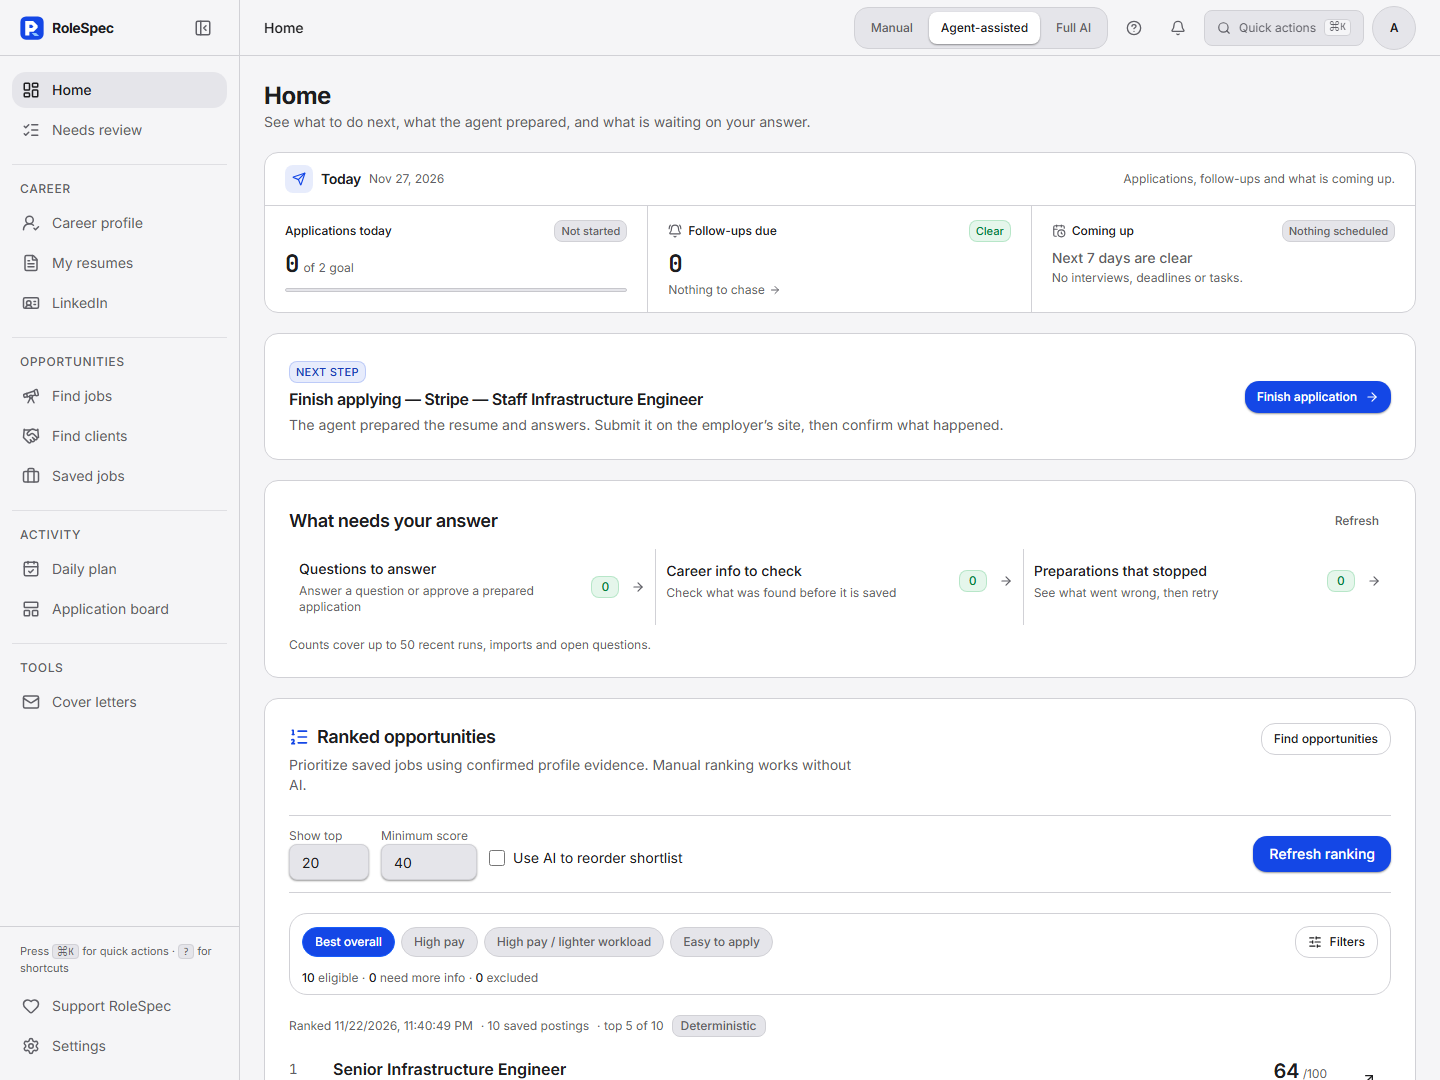 RoleSpec
Home
Manual
Agent-assisted
Full AI
Quick actions
⌘K
A
Home
Needs review
CAREER
Career profile
My resumes
LinkedIn
OPPORTUNITIES
Find jobs
Find clients
Saved jobs
ACTIVITY
Daily plan
Application board
TOOLS
Cover letters
Press ⌘K for quick actions · ? for
shortcuts
Support RoleSpec
Settings
Home
See what to do next, what the agent prepared, and what is waiting on your answer.
Today Nov 27, 2026
Applications, follow-ups and what is coming up.
Applications today
Not started
0 of 2 goal
Follow-ups due
Clear
0
Nothing to chase →
Coming up
Nothing scheduled
Next 7 days are clear
No interviews, deadlines or tasks.
NEXT STEP
Finish applying — Stripe — Staff Infrastructure Engineer
The agent prepared the resume and answers. Submit it on the employer’s site, then confirm what happened.
Finish application →
What needs your answer
Refresh
Questions to answer
Answer a question or approve a prepared
application
0 →
Career info to check
Check what was found before it is saved
0 →
Preparations that stopped
See what went wrong, then retry
0 →
Counts cover up to 50 recent runs, imports and open questions.
Ranked opportunities
Find opportunities
Prioritize saved jobs using confirmed profile evidence. Manual ranking works without
AI.
Show top
20
Minimum score
40
Use AI to reorder shortlist
Refresh ranking
Best overall
High pay
High pay / lighter workload
Easy to apply
Filters
10 eligible · 0 need more info · 0 excluded
Ranked 11/22/2026, 11:40:49 PM · 10 saved postings · top 5 of 10 Deterministic
1 Senior Infrastructure Engineer
64 /100